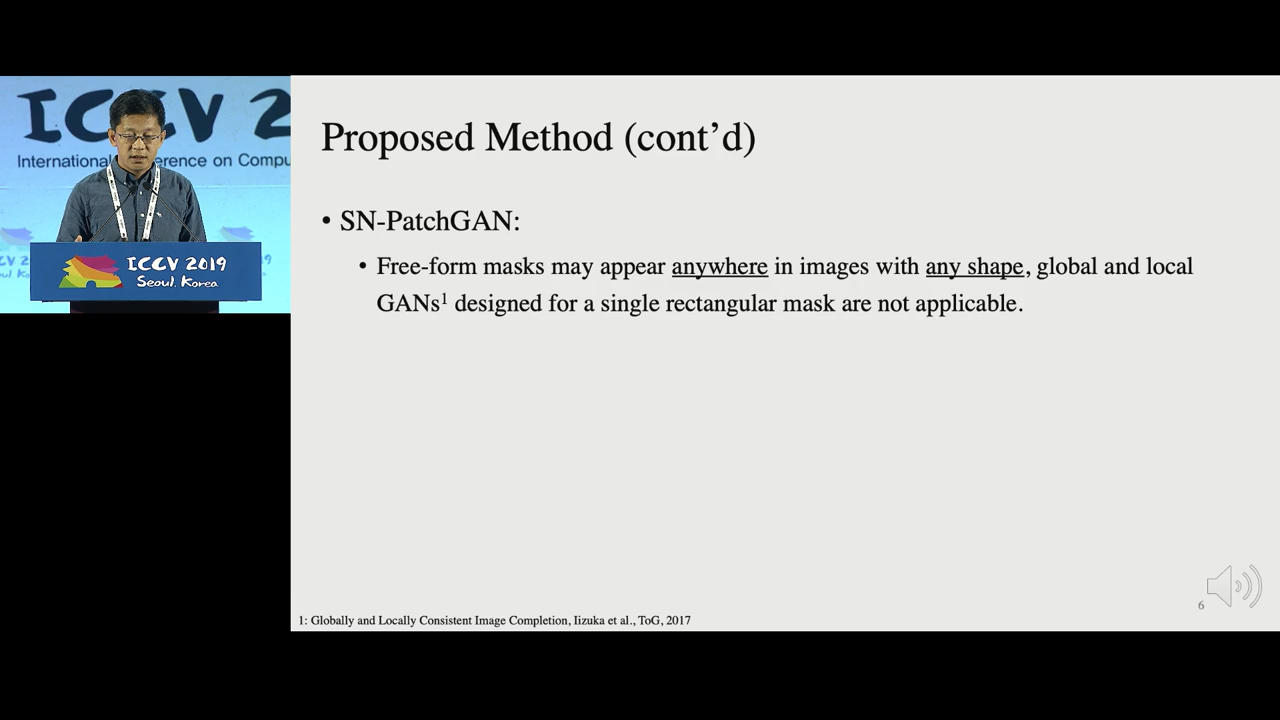 ICCV 2
International Conference on Compu
ICCV 2019
Seoul. Korea
Proposed Method (cont’d)
• SN-PatchGAN:
• Free-form masks may appear anywhere in images with any shape, global and local
GANs¹ designed for a single rectangular mask are not applicable.
6
1: Globally and Locally Consistent Image Completion, Iizuka et al., ToG, 2017